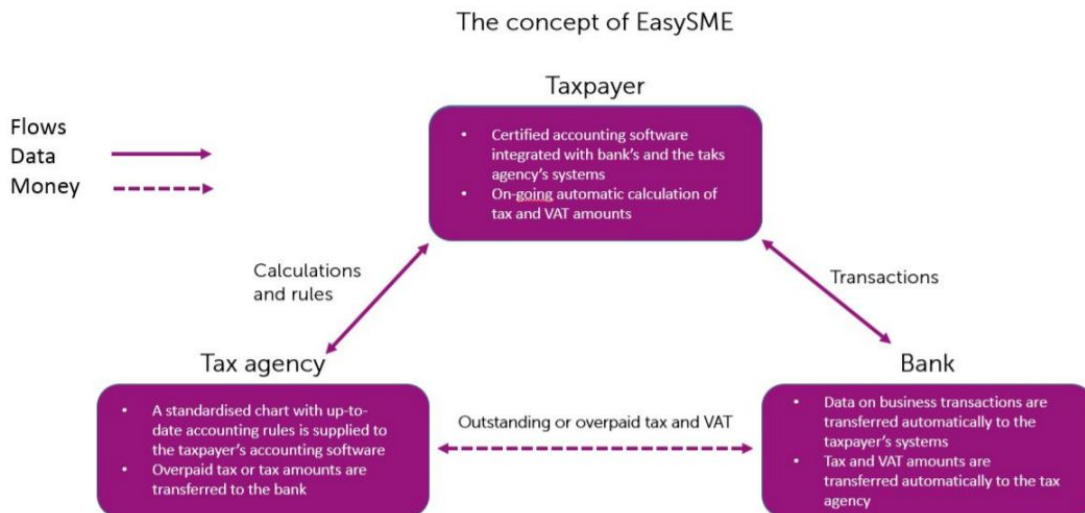 The concept of EasySME
Taxpayer
Flows
Data
Money
• Certified accounting software
integrated with bank's and the taks
agency's systems
• On-going automatic calculation of
tax and VAT amounts
Calculations
and rules
Transactions
Tax agency
Bank
• A standardised chart with up-to-
date accounting rules is supplied to
the taxpayer's accounting software
• Overpaid tax or tax amounts are
transferred to the bank
Outstanding or overpaid tax and VAT
• Data on business transactions are
transferred automatically to the
taxpayer's systems
• Tax and VAT amounts are
transferred automatically to the tax
agency